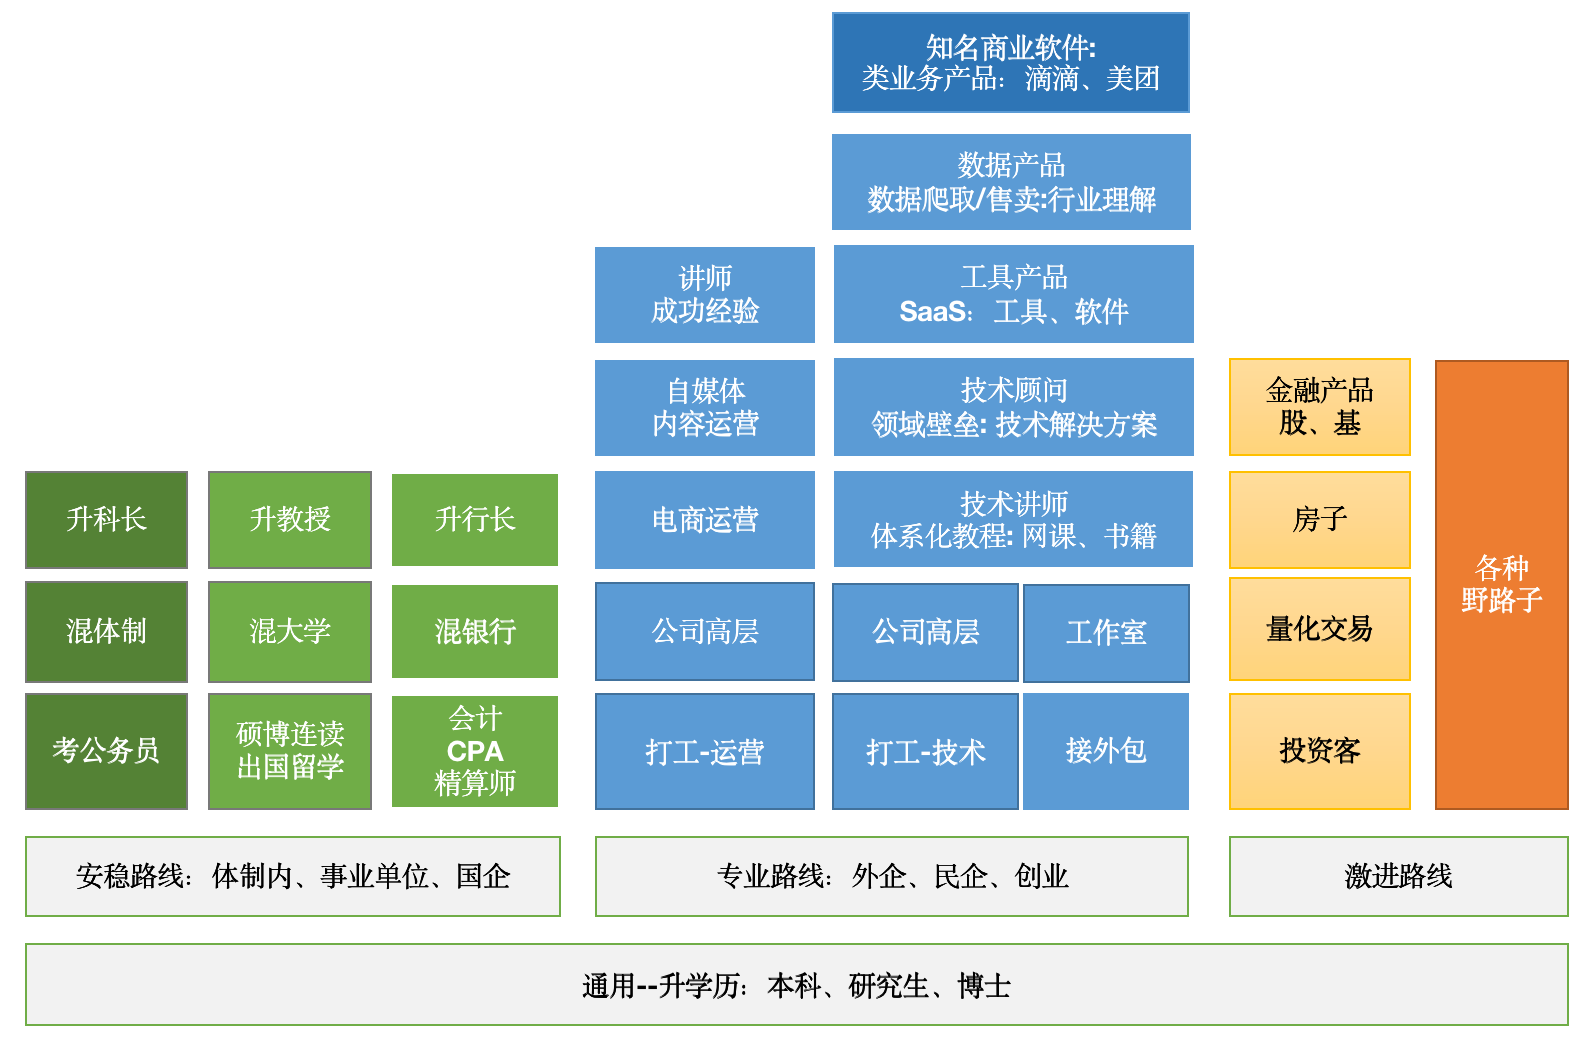 知名商业软件:
类业务产品：滴滴、美团
数据产品
数据爬取/售卖:行业理解
讲师
成功经验
工具产品
SaaS：工具、软件
自媒体
内容运营
技术顾问
领域壁垒: 技术解决方案
金融产品
股、基
升科长
升教授
升行长
电商运营
技术讲师
体系化教程: 网课、书籍
房子
各种
野路子
混体制
混大学
混银行
公司高层
公司高层
工作室
量化交易
考公务员
硕博连读
出国留学
会计
CPA
精算师
打工-运营
打工-技术
接外包
投资客
安稳路线：体制内、事业单位、国企
专业路线：外企、民企、创业
激进路线
通用--升学历：本科、研究生、博士